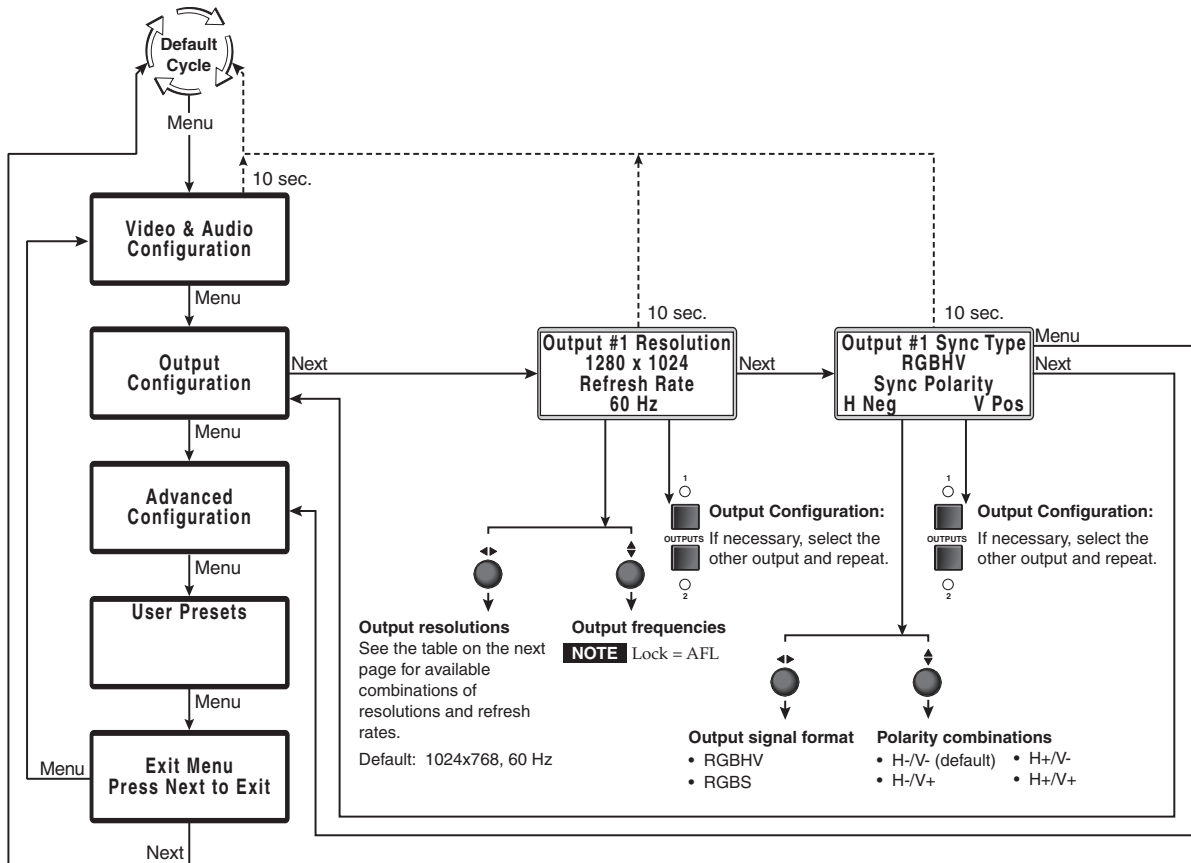 Default
Cycle
Menu
10 sec.
Video & Audio
Configuration
Menu
Output
Configuration
Next
Menu
Advanced
Configuration
Menu
User Presets
Menu
Exit Menu
Press Next to Exit
Menu
Next
10 sec.
Output #1 Resolution
1280 x 1024
Refresh Rate
60 Hz
Next
10 sec.
Output #1 Sync Type
RGBHV
Sync Polarity
H Neg V Pos
Menu
Next
1
OUTPUTS
2
Output Configuration:
If necessary, select the
other output and repeat.
1
OUTPUTS
2
Output Configuration:
If necessary, select the
other output and repeat.
Output resolutions
See the table on the next
page for available
combinations of
resolutions and refresh
rates.
Default: 1024x768, 60 Hz
Output frequencies
NOTE Lock = AFL
Output signal format
• RGBHV
• RGBS
Polarity combinations
• H-/V- (default) • H+/V-
• H-/V+ • H+/V+